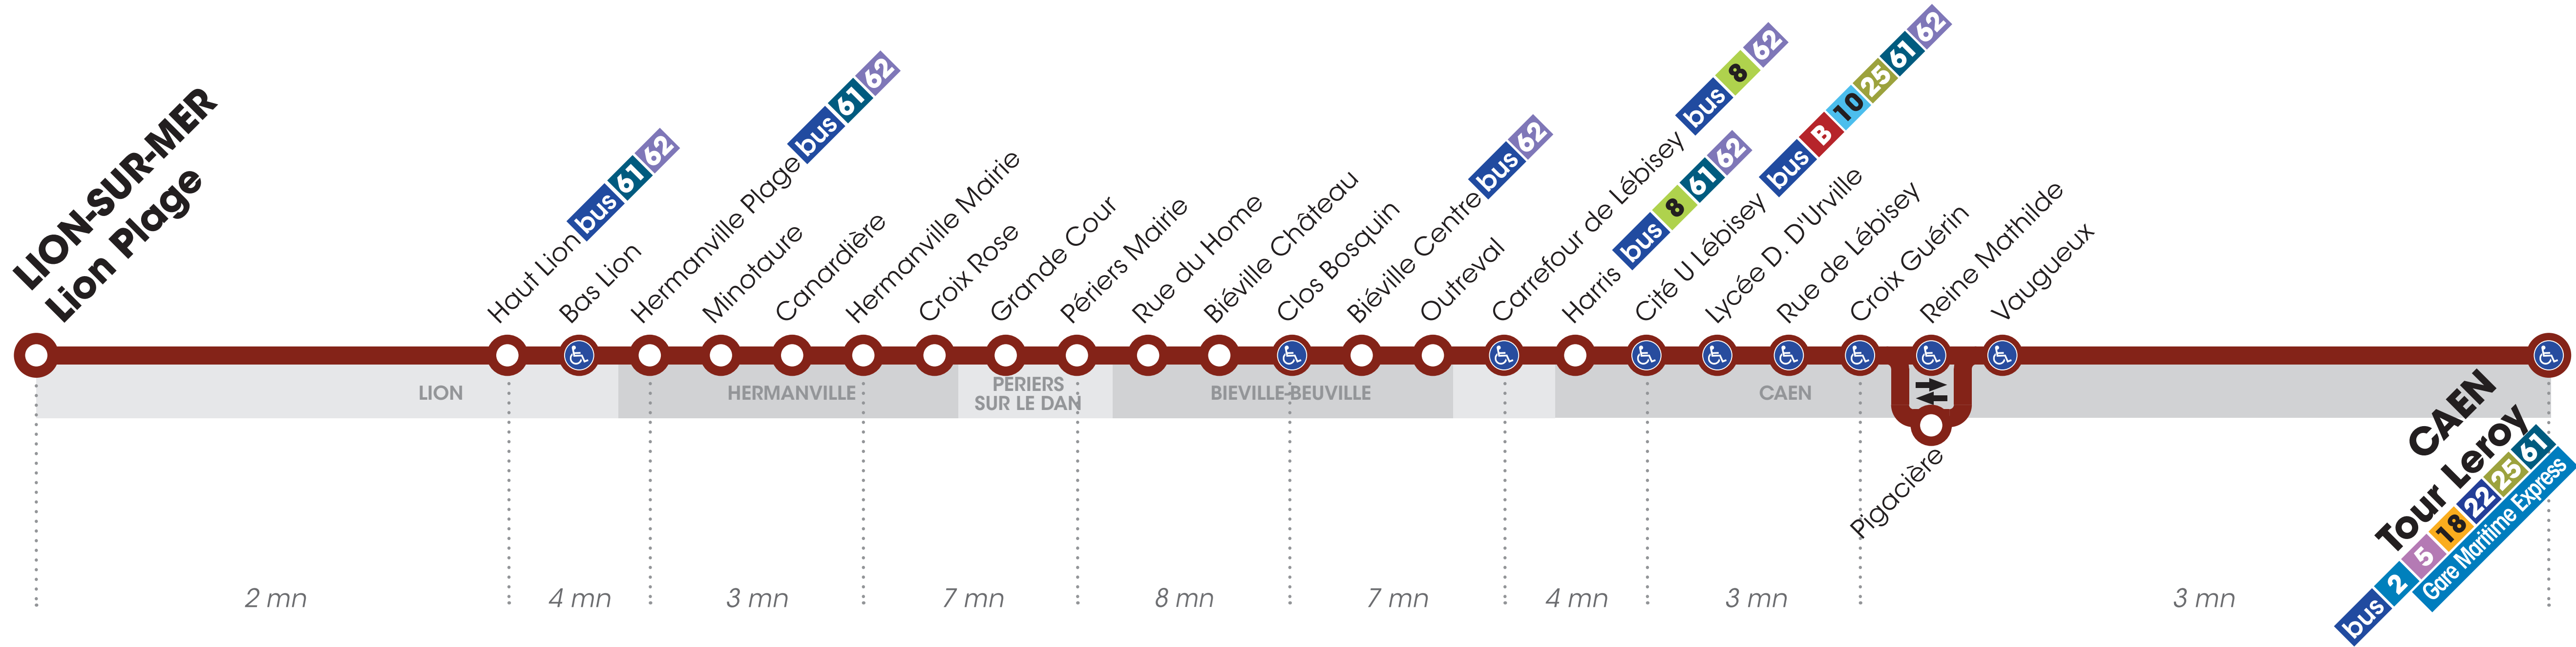 LION-SUR-MER
Lion Plage
Haut Lion bus 61 62
Bas Lion
Hermanville Plage bus 61 62
Minotaure
Canardière
Hermanville Mairie
Croix Rose
Grande Cour
Périers Mairie
Rue du Home
Biéville Château
Clos Bosquin
Biéville Centre bus 62
Outreval
Carrefour de Lébisey bus 8 62
Harris bus 8 61 62
Cité U Lébisey bus B 10 25 61 62
Lycée D. D'Urville
Rue de Lébisey
Croix Guérin
Reine Mathilde
Vaugueux
LION
HERMANVILLE
PERIERS
SUR LE DAN
BIEVILLE-BEUVILLE
CAEN
Pigacière
CAEN
Tour Leroy
bus 2 5 18 22 25 61
Gare Maritime Express
2 mn
4 mn
3 mn
7 mn
8 mn
7 mn
4 mn
3 mn
3 mn